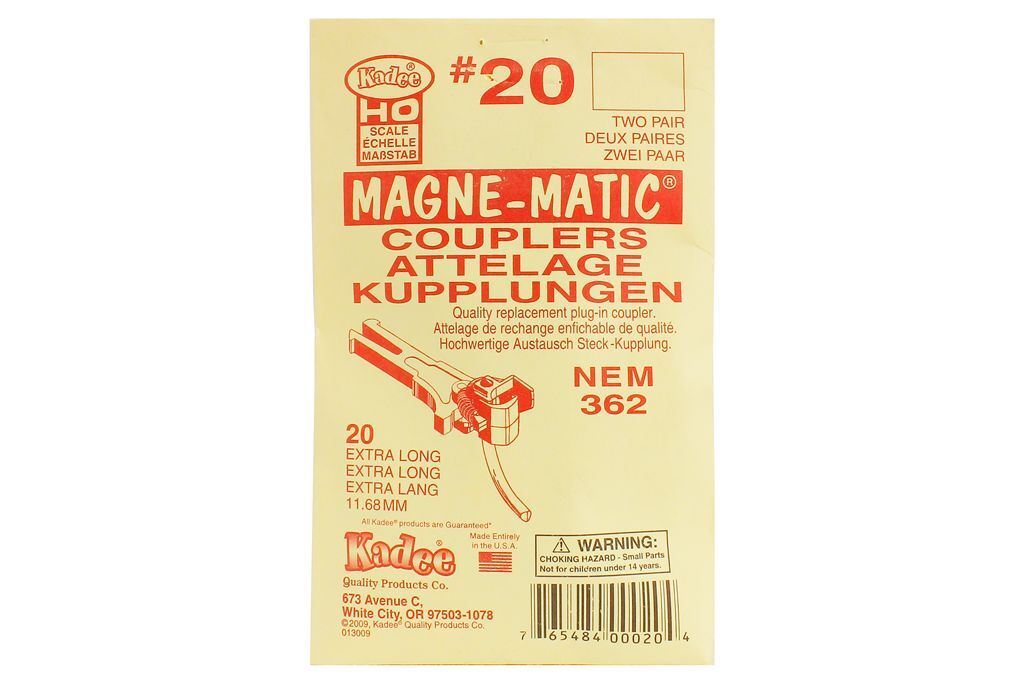 Kadee®
HO
SCALE
ÉCHELLE
MAßSTAB
#20
TWO PAIR
DEUX PAIRES
ZWEI PAAR
MAGNE-MATIC®
COUPLERS
ATTELAGE
KUPPLUNGEN
Quality replacement plug-in coupler.
Attelage de rechange enfichable de qualité.
Hochwertige Austausch Steck-Kupplung.
NEM
362
20
EXTRA LONG
EXTRA LONG
EXTRA LANG
11.68MM
All Kadee® products are Guaranteed*
Kadee®
Quality Products Co.
Made Entirely
in the U.S.A.
673 Avenue C,
White City, OR 97503-1078
©2009, Kadee® Quality Products Co.
013009
⚠ WARNING:
CHOKING HAZARD - Small Parts
Not for children under 14 years.
7 65484 00020 4